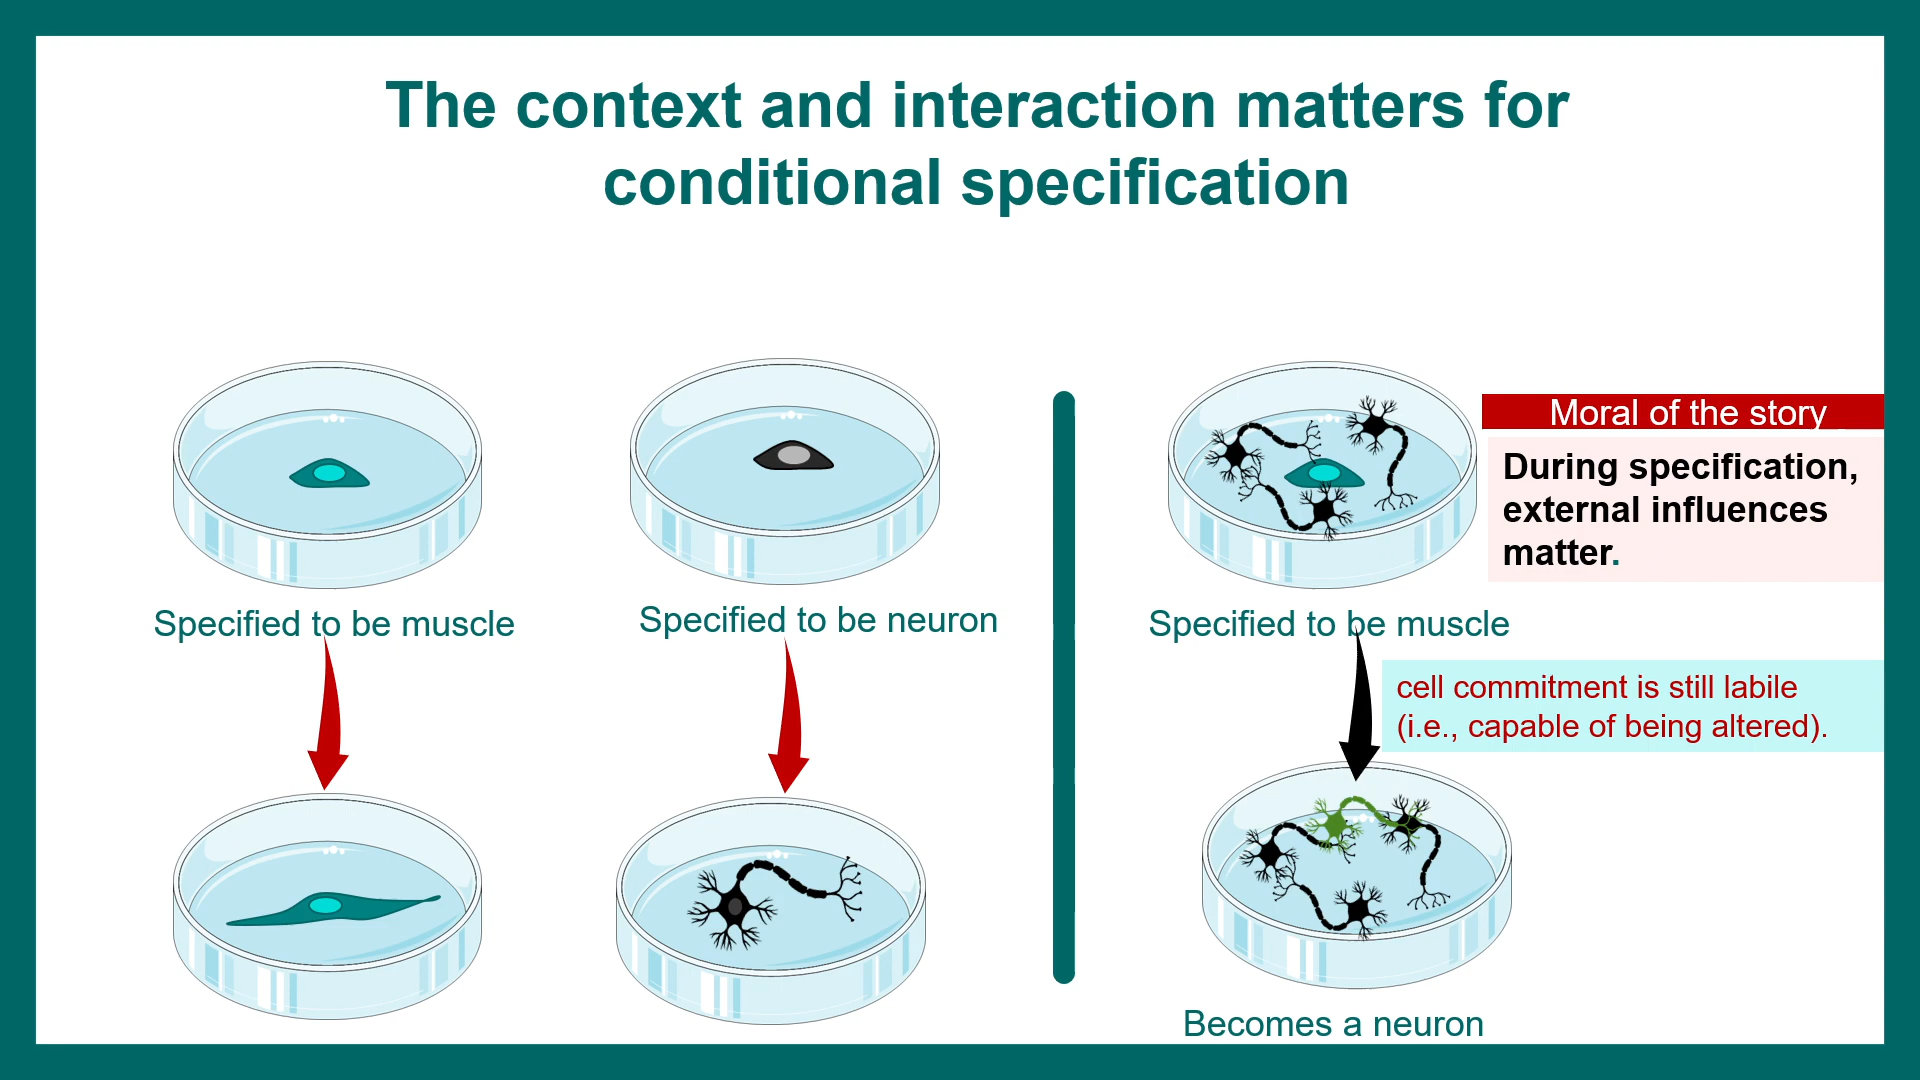 The context and interaction matters for
conditional specification
Specified to be muscle
Specified to be neuron
Specified to be muscle
Moral of the story
During specification,
external influences
matter.
cell commitment is still labile
(i.e., capable of being altered).
Becomes a neuron